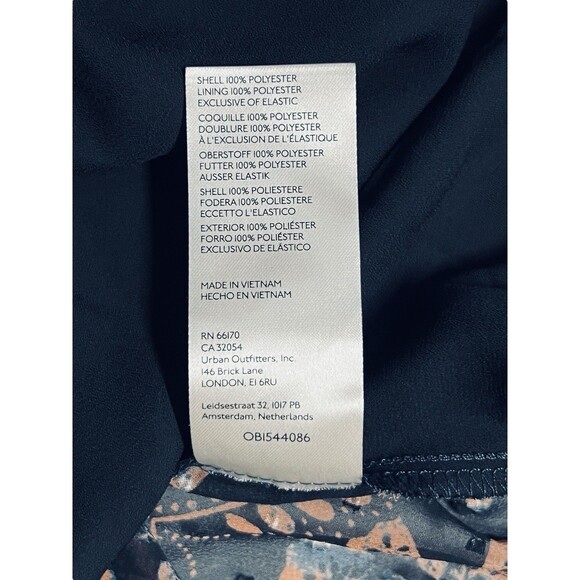 SHELL 100% POLYESTER
LINING 100% POLYESTER
EXCLUSIVE OF ELASTIC
COQUILLE 100% POLYESTER
DOUBLURE 100% POLYESTER
À L'EXCLUSION DE L'ÉLASTIQUE
OBERSTOFF 100% POLYESTER
FUTTER 100% POLYESTER
AUSSER ELASTIK
SHELL 100% POLIESTERE
FODERA 100% POLIESTERE
ECCETTO L'ELASTICO
EXTERIOR 100% POLIÉSTER
FORRO 100% POLIÉSTER
EXCLUSIVO DE ELÁSTICO
MADE IN VIETNAM
HECHO EN VIETNAM
RN 66170
CA 32054
Urban Outfitters, Inc.
146 Brick Lane
LONDON, E1 6RU
Leidsestraat 32, 1017 PB
Amsterdam, Netherlands
OB1544086